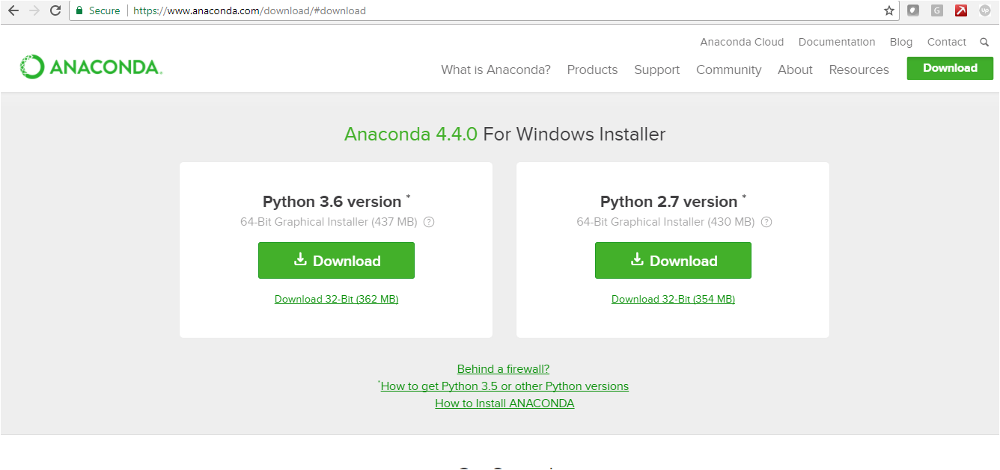 Secure https://www.anaconda.com/download/#download
G
up
Anaconda Cloud Documentation Blog Contact
ANACONDA.
What is Anaconda? Products Support Community About Resources Download
Anaconda 4.4.0 For Windows Installer
Python 3.6 version *
64-Bit Graphical Installer (437 MB) ?
Download
Download 32-Bit (362 MB)
Python 2.7 version *
64-Bit Graphical Installer (430 MB) ?
Download
Download 32-Bit (354 MB)
Behind a firewall?
*How to get Python 3.5 or other Python versions
How to Install ANACONDA